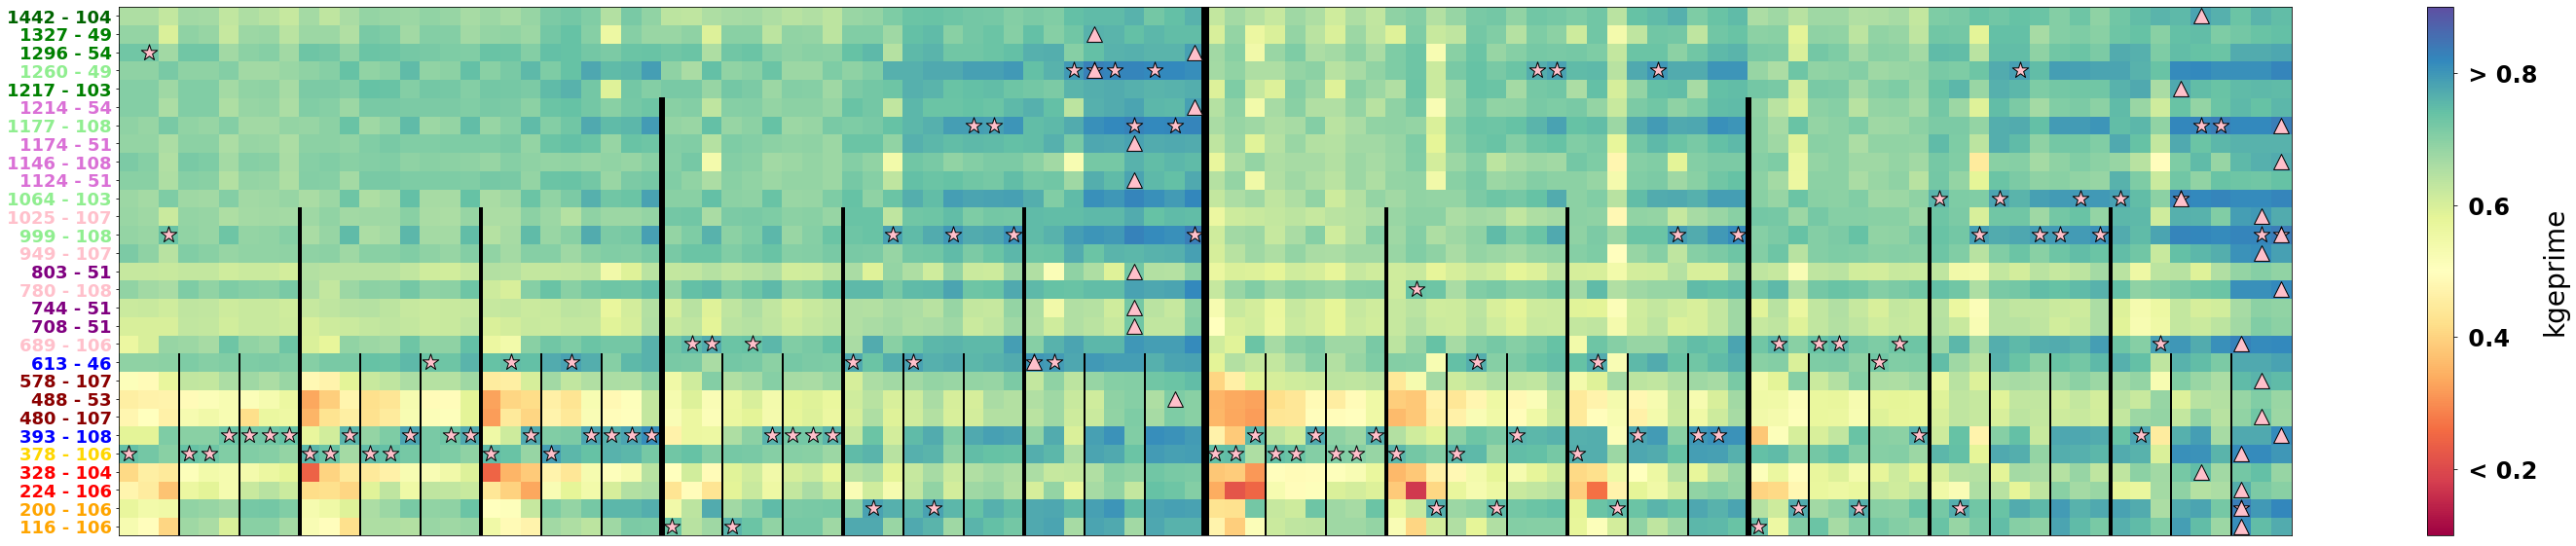 1442 - 104
1327 - 49
1296 - 54
1260 - 49
1217 - 103
1214 - 54
1177 - 108
1174 - 51
1146 - 108
1124 - 51
1064 - 103
1025 - 107
999 - 108
949 - 107
803 - 51
780 - 108
744 - 51
708 - 51
689 - 106
613 - 46
578 - 107
488 - 53
480 - 107
393 - 108
378 - 106
328 - 104
224 - 106
200 - 106
116 - 106
> 0.8
0.6
0.4
< 0.2
kgeprime